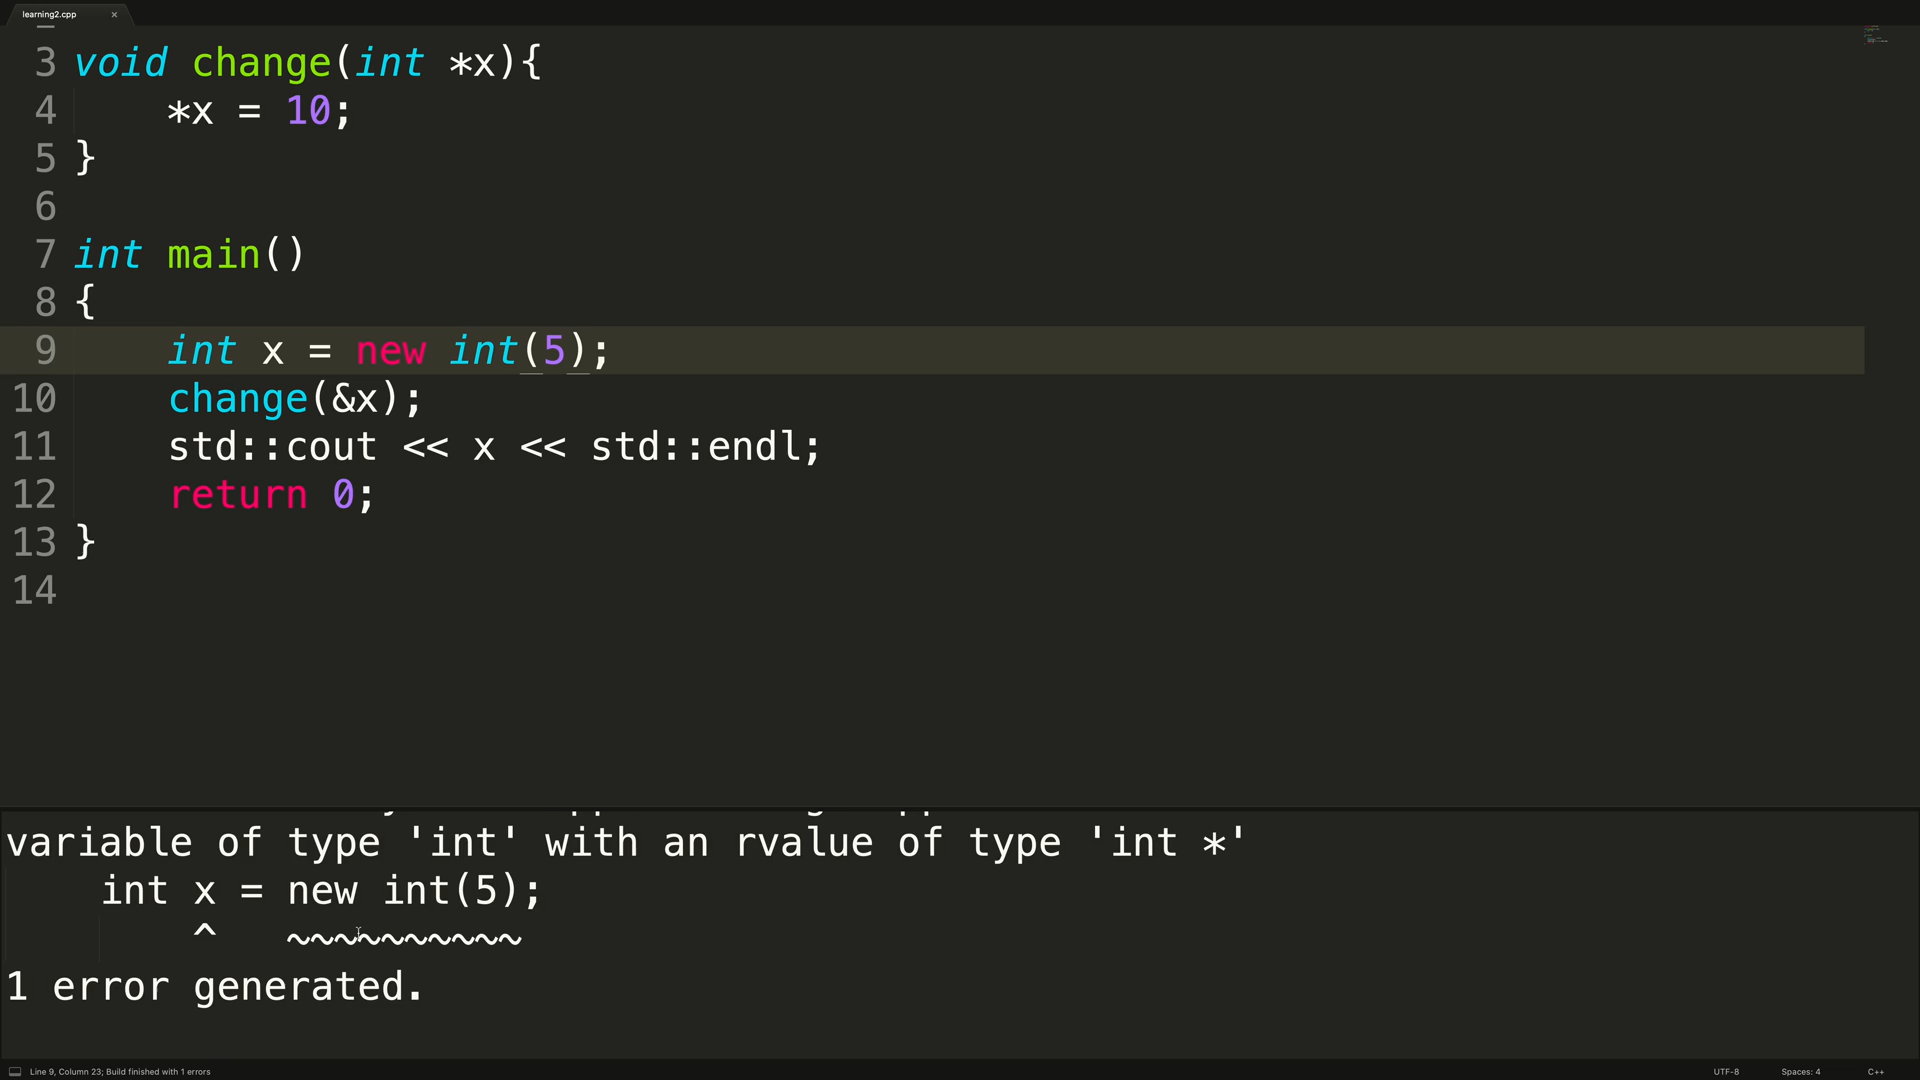 learning2.cpp ×
3 void change(int *x){
4     *x = 10;
5 }
6
7 int main()
8 {
9     int x = new int(5);
10     change(&x);
11     std::cout << x << std::endl;
12     return 0;
13 }
14
variable of type 'int' with an rvalue of type 'int *'
    int x = new int(5);
        ^   ~~~~~~~~~~
1 error generated.
Line 9, Column 23; Build finished with 1 errors UTF-8 Spaces: 4 C++